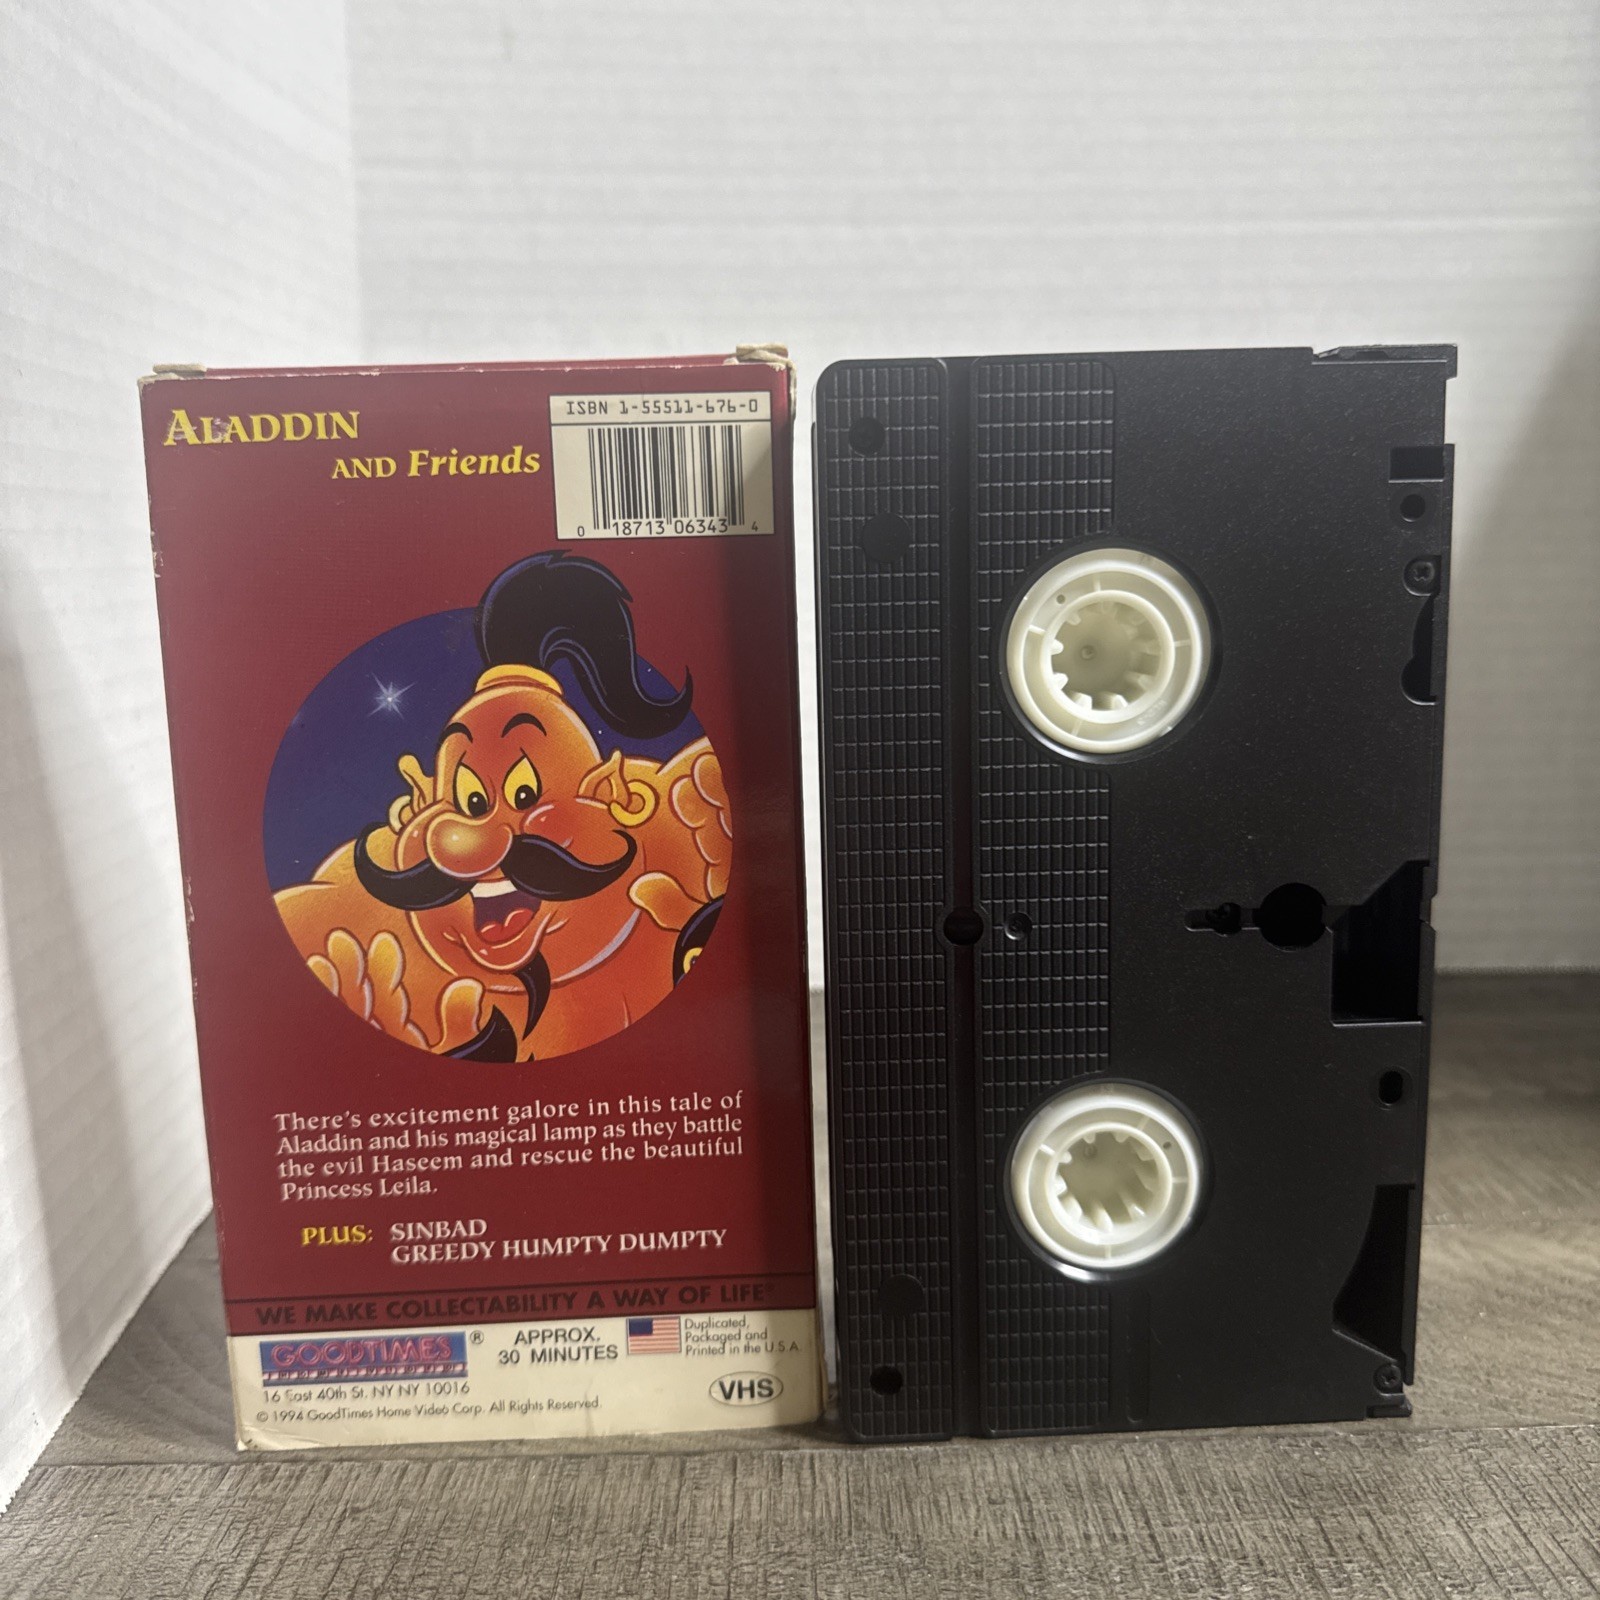 ALADDIN
AND Friends
ISBN 1-55511-676-0
0 18713 06343 4
There's excitement galore in this tale of
Aladdin and his magical lamp as they battle
the evil Haseem and rescue the beautiful
Princess Leila.
PLUS: SINBAD
GREEDY HUMPTY DUMPTY
WE MAKE COLLECTABILITY A WAY OF LIFE®
GOODTIMES®
APPROX.
30 MINUTES
Duplicated,
Packaged and
Printed in the U.S.A.
16 East 40th St. NY NY 10016
© 1994 GoodTimes Home Video Corp. All Rights Reserved.
VHS